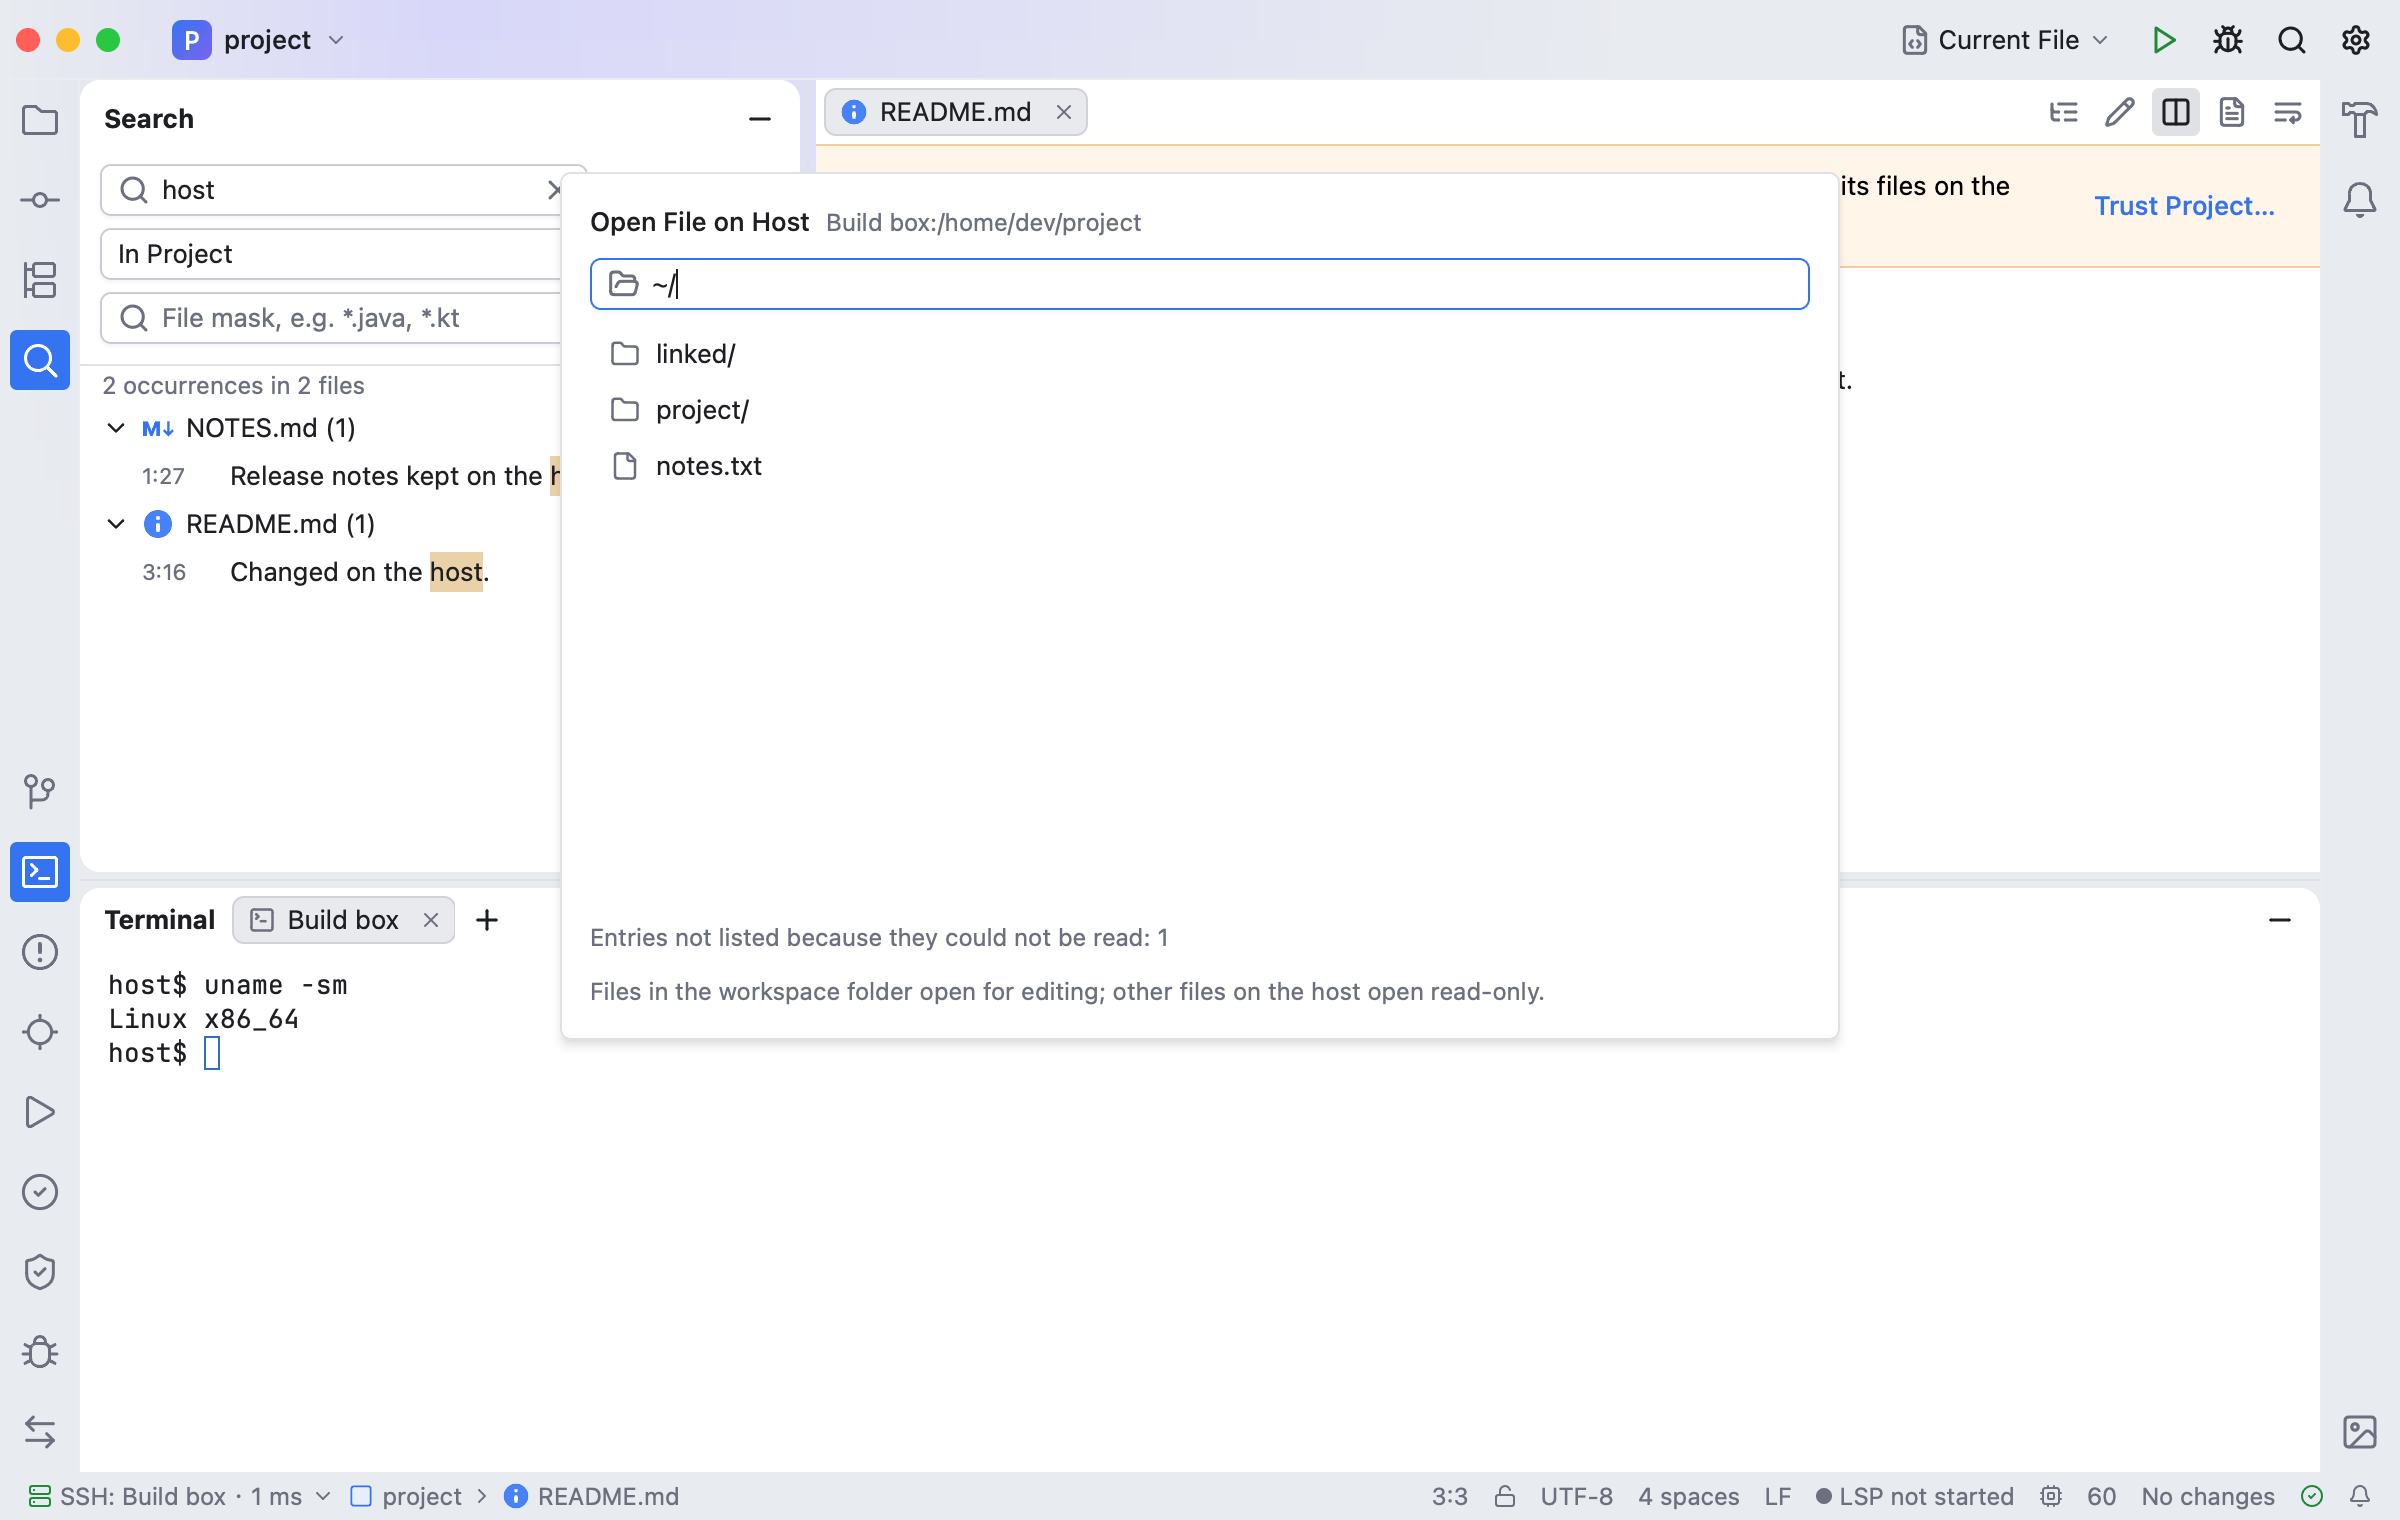 P project
Current File
Search
host
In Project
File mask, e.g. *.java, *.kt
2 occurrences in 2 files
M↓ NOTES.md (1)
1:27 Release notes kept on the h
README.md (1)
3:16 Changed on the host.
README.md
its files on the
Trust Project...
t.
Open File on Host Build box:/home/dev/project
~/
linked/
project/
notes.txt
Entries not listed because they could not be read: 1
Files in the workspace folder open for editing; other files on the host open read-only.
Terminal Build box
host$ uname -sm
Linux x86_64
host$
SSH: Build box · 1 ms project > README.md 3:3 UTF-8 4 spaces LF LSP not started 60 No changes